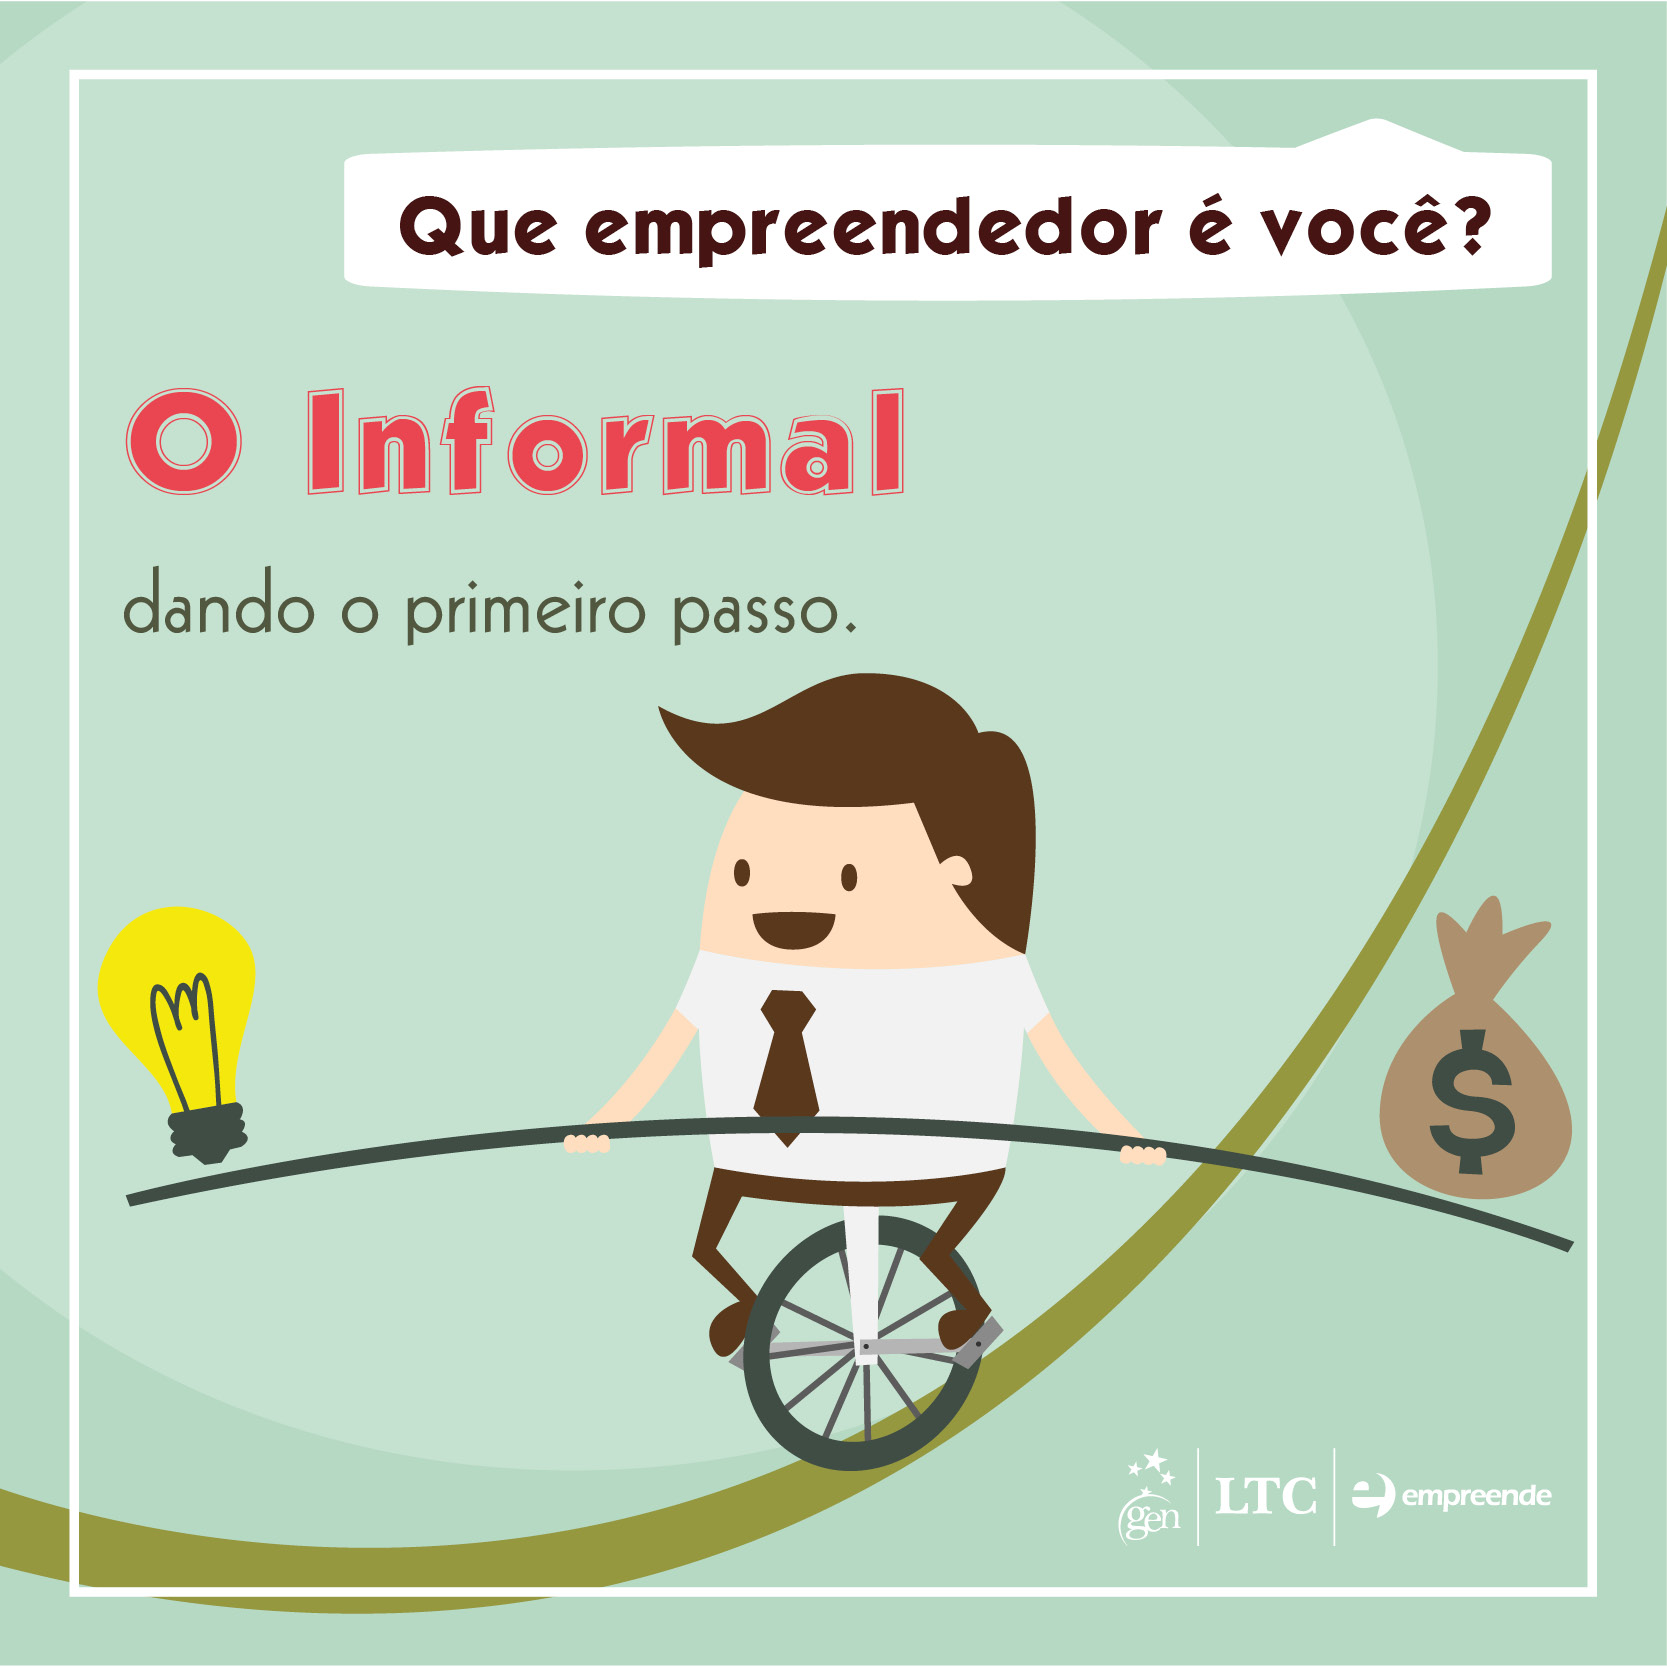 Que empreendedor é você?
O Informal
dando o primeiro passo.
$
gen
LTC
empreende